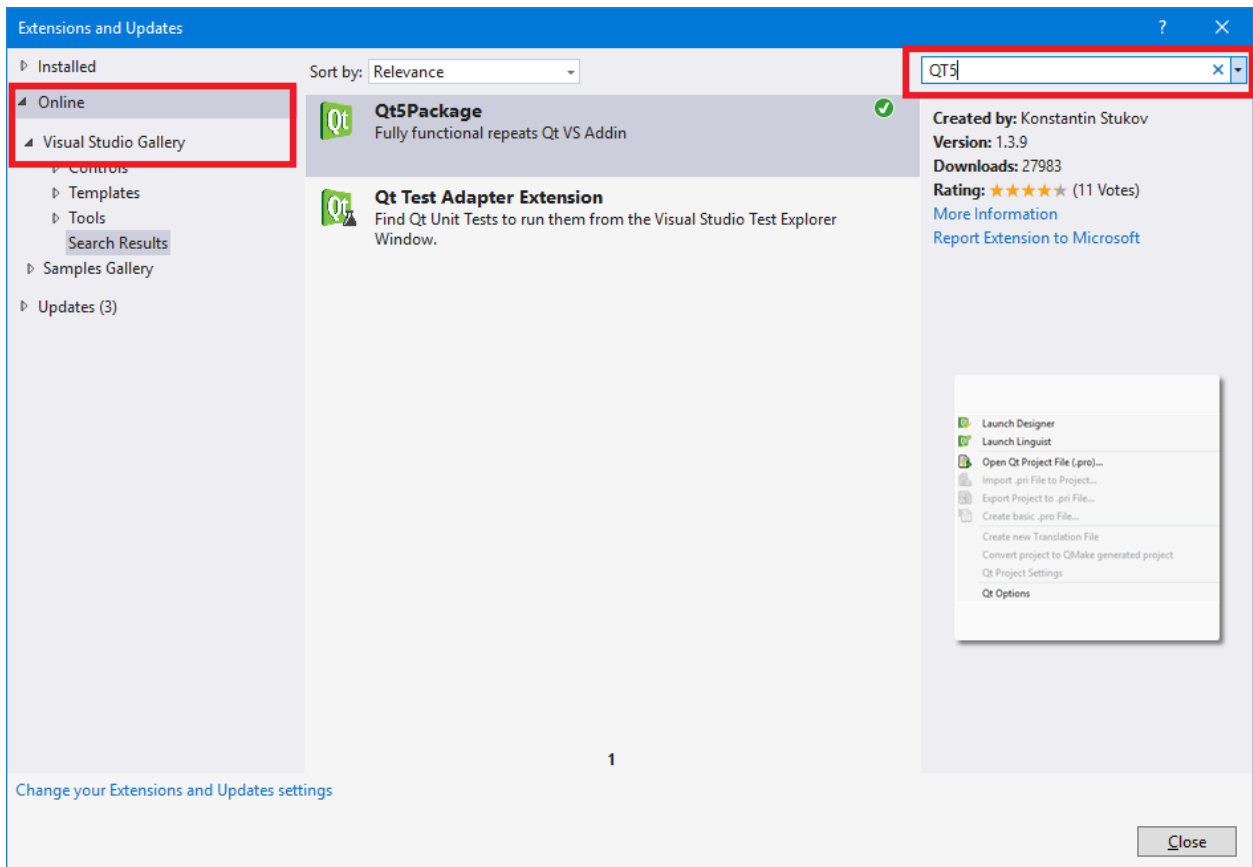 Extensions and Updates
?
Installed
Online
Visual Studio Gallery
Controls
Templates
Tools
Search Results
Samples Gallery
Updates (3)
Sort by: Relevance
Qt
Qt5Package
Fully functional repeats Qt VS Addin
Qt
Qt Test Adapter Extension
Find Qt Unit Tests to run them from the Visual Studio Test Explorer
Window.
1
QT5
Created by: Konstantin Stukov
Version: 1.3.9
Downloads: 27983
Rating: ★★★★★ (11 Votes)
More Information
Report Extension to Microsoft
Launch Designer
Launch Linguist
Open Qt Project File (.pro)...
Import .pri File to Project...
Export Project to .pri File...
Create basic .pro File...
Create new Translation File
Convert project to QMake generated project
Qt Project Settings
Qt Options
Change your Extensions and Updates settings
Close